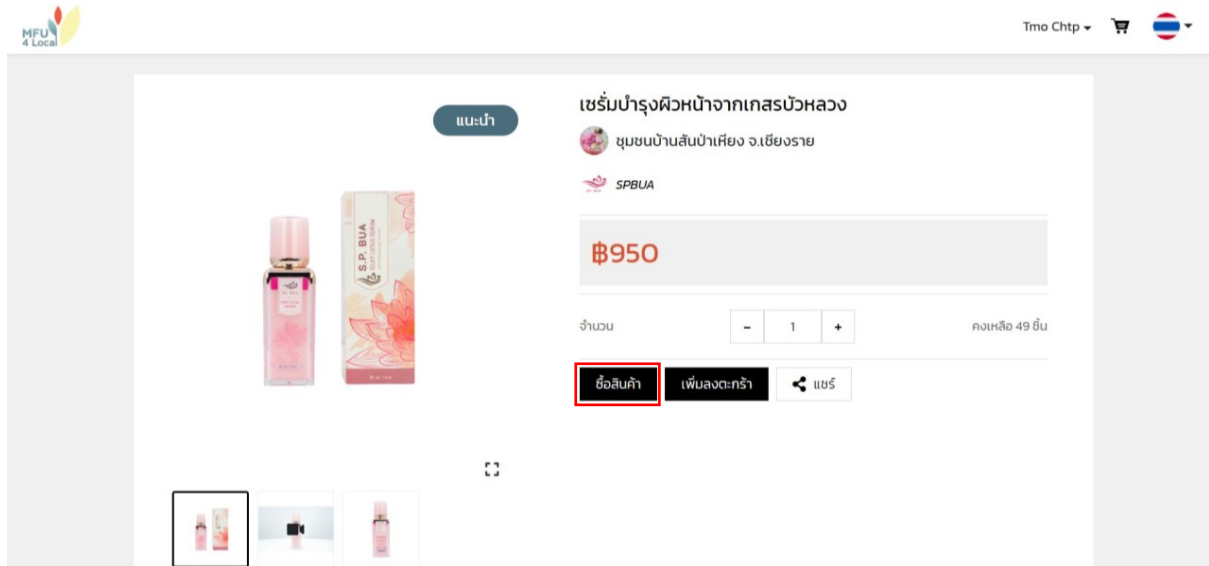 MFU
4 Local
Tmo Chtp
แนะนำ
เซรั่มบำรุงผิวหน้าจากเกสรบัวหลวง
ชุมชนบ้านสันป่าเหียง จ.เชียงราย
SPBUA
S.P. BUA
SILKY LOTUS SERUM
฿950
จำนวน
- 1 +
คงเหลือ 49 ชิ้น
ซื้อสินค้า
เพิ่มลงตะกร้า
แชร์